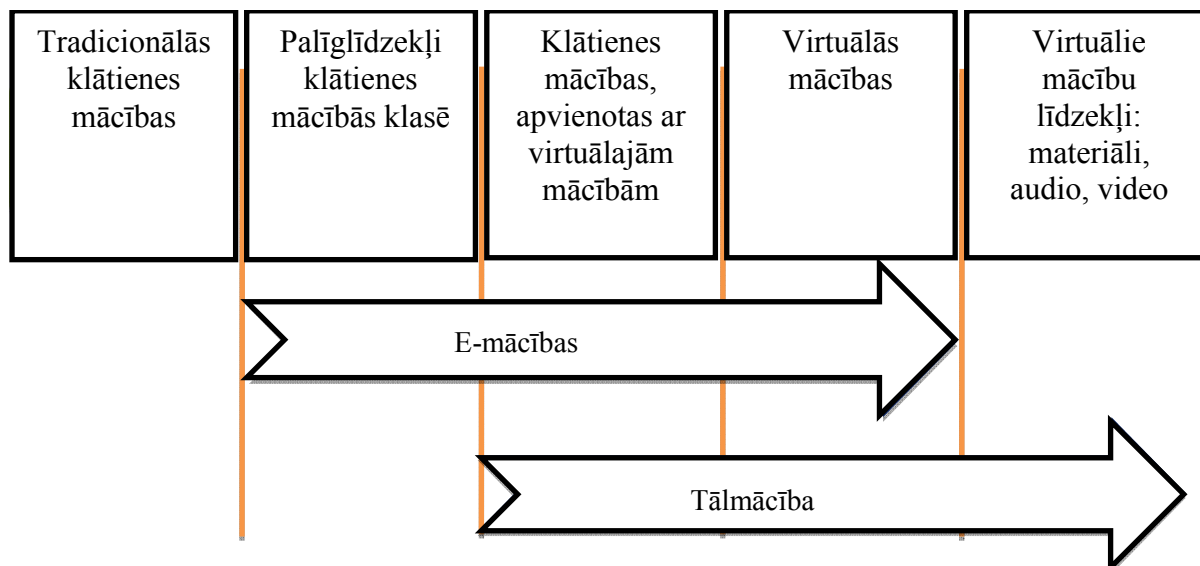 Tradicionālās
klātienes
mācības
Palīglīdzekļi
klātienes
mācībās klasē
Klātienes
mācības,
apvienotas ar
virtuālajām
mācībām
Virtuālās
mācības
Virtuālie
mācību
līdzekļi:
materiāli,
audio, video
E-mācības
Tālmācība